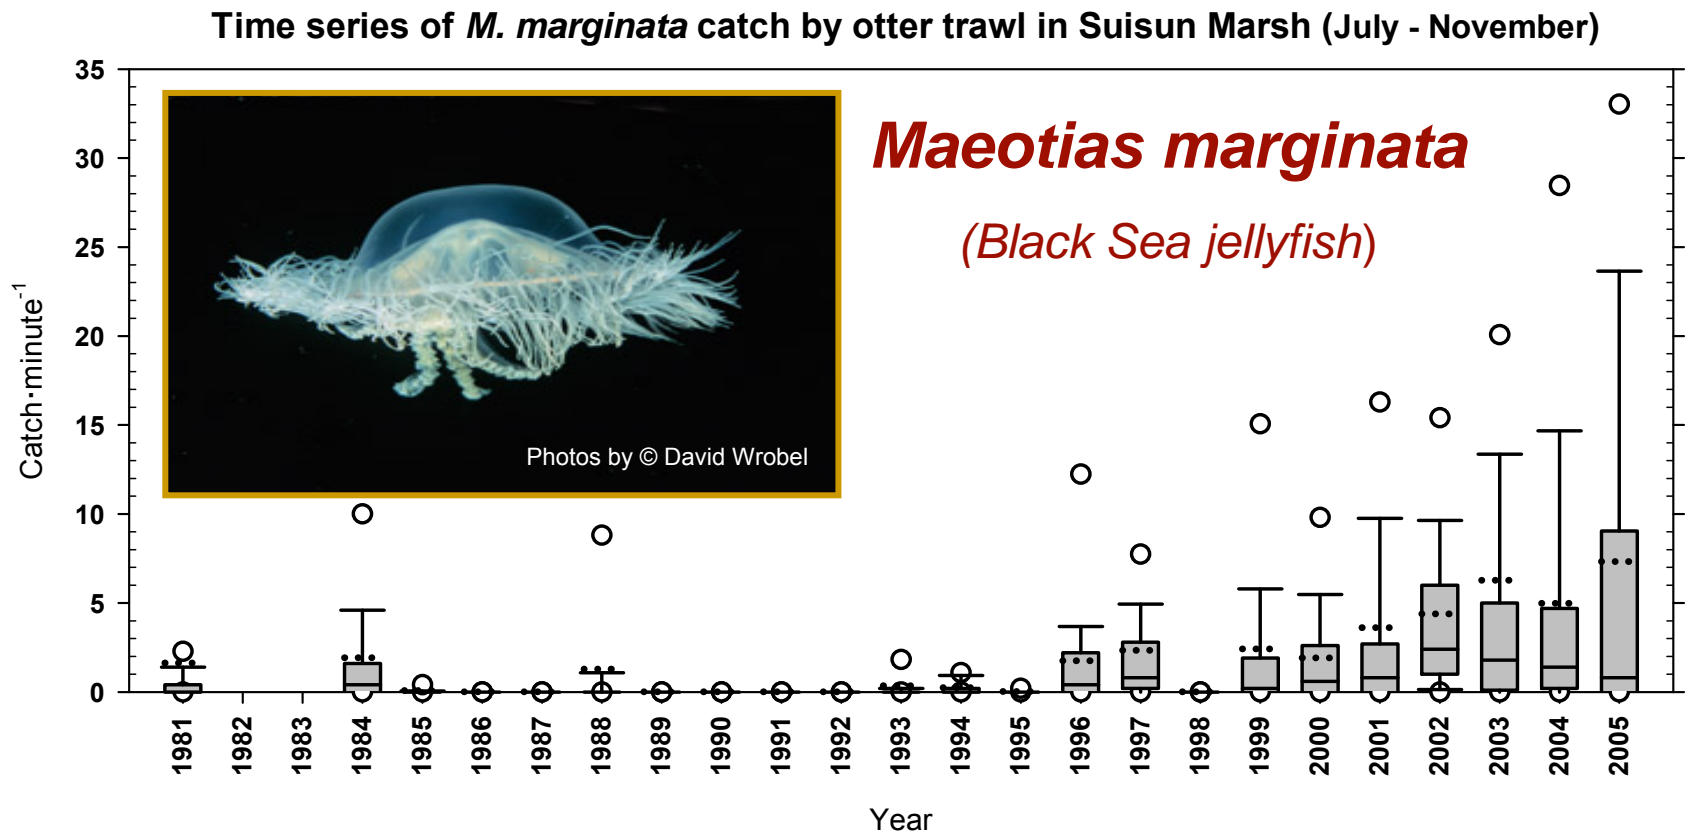 Time series of M. marginata catch by otter trawl in Suisun Marsh (July - November)
Maeotias marginata
(Black Sea jellyfish)
Photos by © David Wrobel
Catch·minute⁻¹
35
30
25
20
15
10
5
0
1981 1982 1983 1984 1985 1986 1987 1988 1989 1990 1991 1992 1993 1994 1995 1996 1997 1998 1999 2000 2001 2002 2003 2004 2005
Year